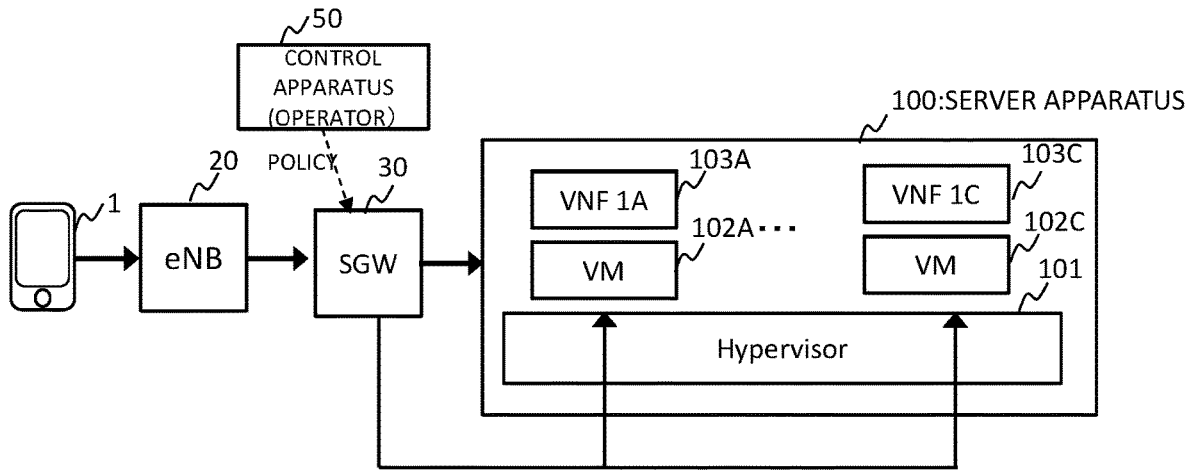 50
CONTROL
APPARATUS
(OPERATOR)
100:SERVER APPARATUS
POLICY
20
30
103A
103C
1
VNF 1A
VNF 1C
102A
...
102C
eNB
SGW
VM
VM
101
Hypervisor